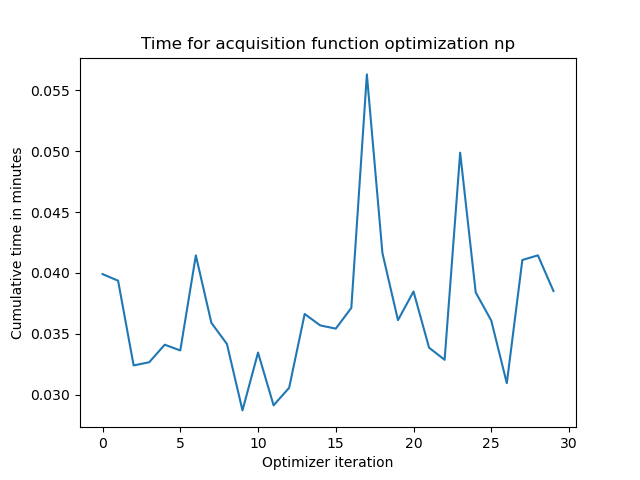 Time for acquisition function optimization np
Cumulative time in minutes
0.055
0.050
0.045
0.040
0.035
0.030
0 5 10 15 20 25 30
Optimizer iteration